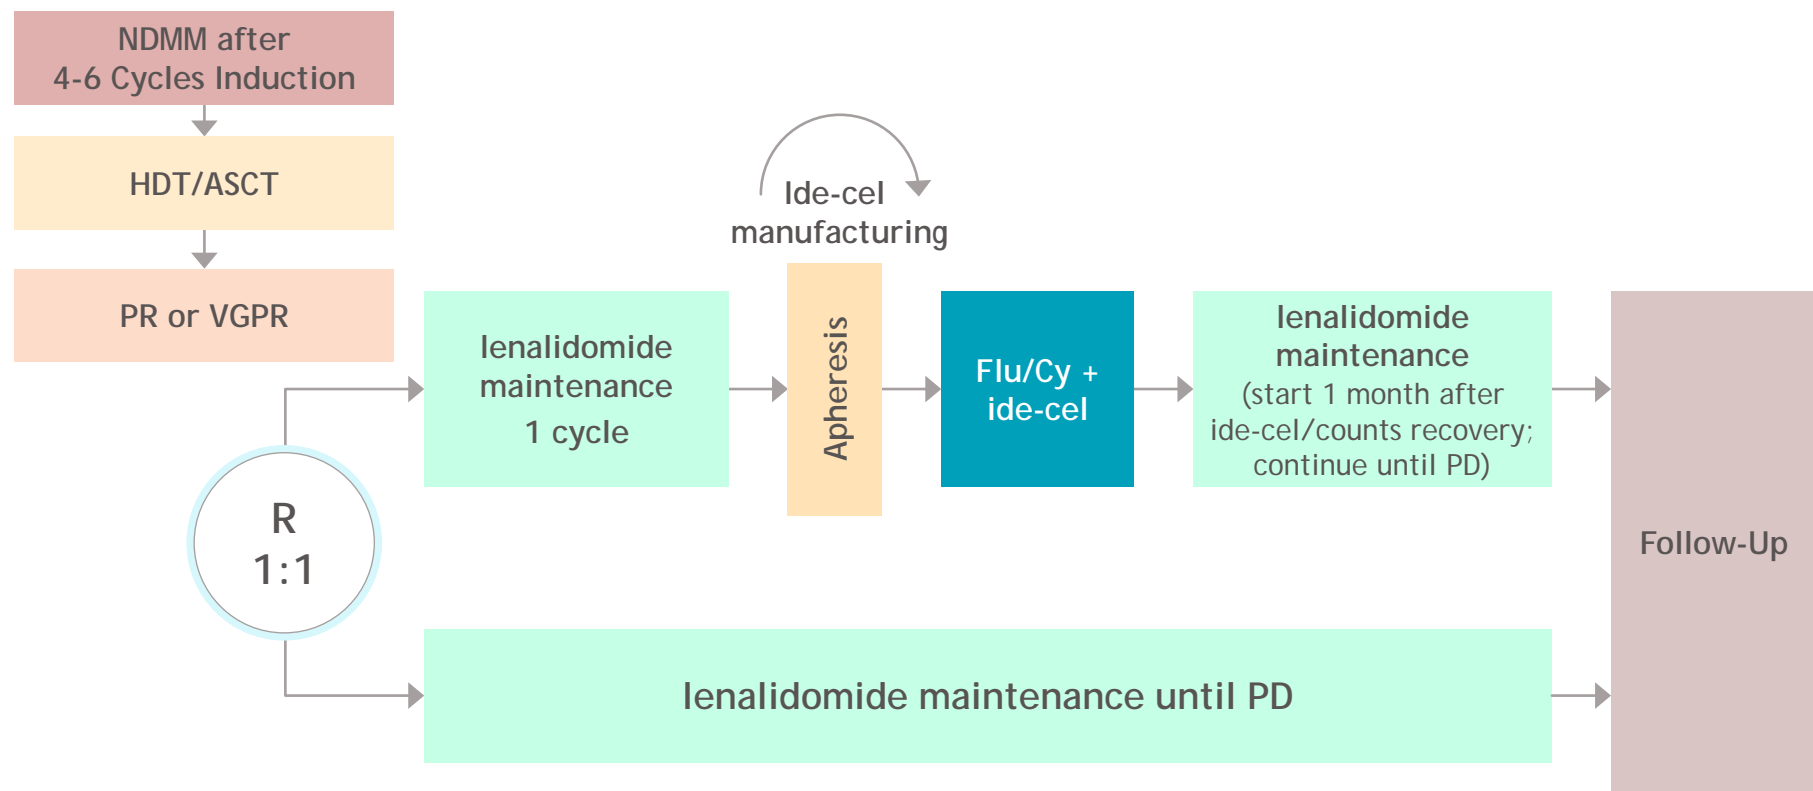 NDMM after
4-6 Cycles Induction
HDT/ASCT
PR or VGPR
R
1:1
lenalidomide
maintenance
1 cycle
Ide-cel
manufacturing
Apheresis
Flu/Cy +
ide-cel
lenalidomide
maintenance
(start 1 month after
ide-cel/counts recovery;
continue until PD)
lenalidomide maintenance until PD
Follow-Up